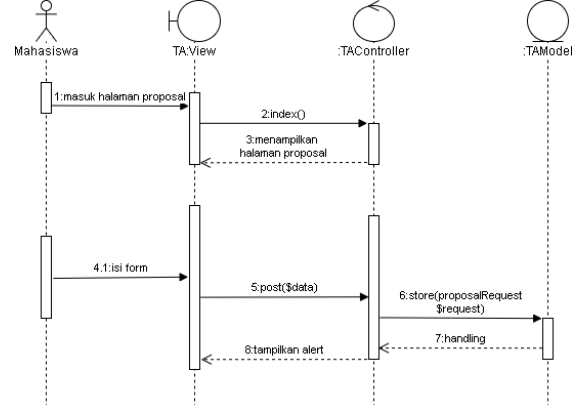 Mahasiswa
TA:View
:TAController
:TAModel
1:masuk halaman proposal
2:index()
3:menampilkan
halaman proposal
4.1:isi form
5:post($data)
6:store(proposalRequest
$request)
7:handling
8:tampilkan alert